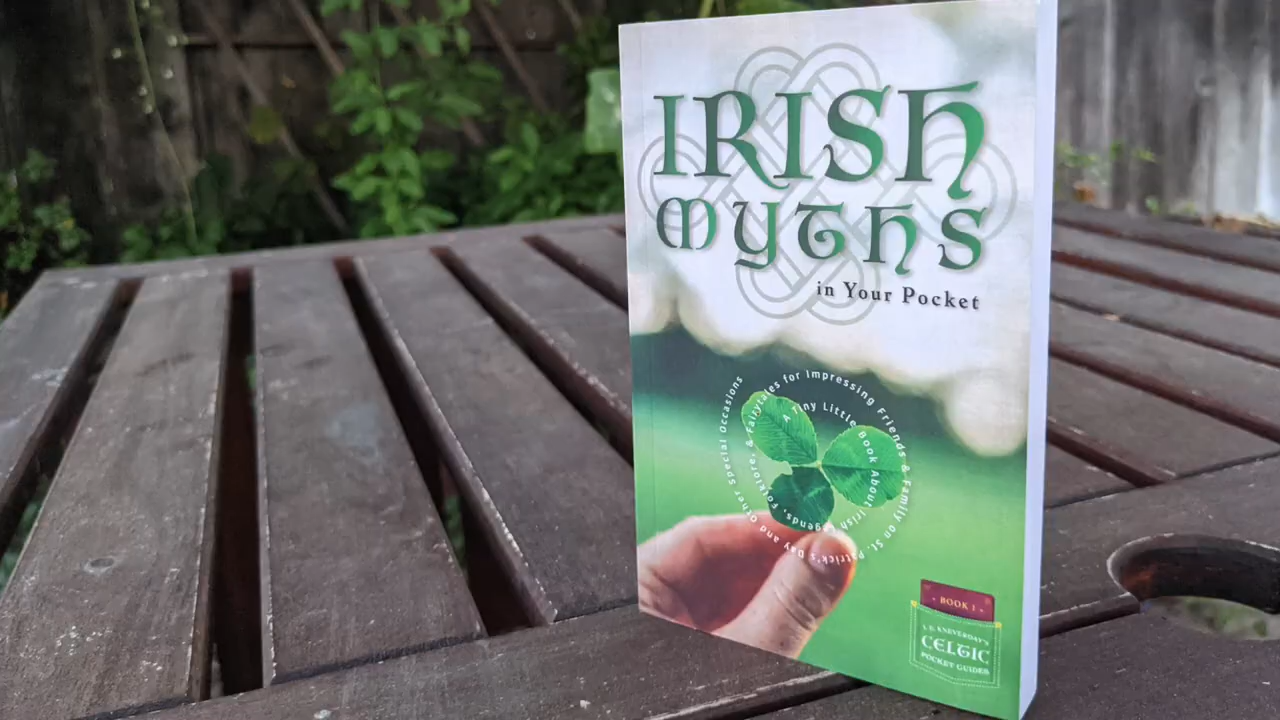 IRISH
MYTHS
in Your Pocket
A Tiny Little Book About Irish Legends, Folklore, & Fairytales for Impressing Friends & Family on St. Patrick's Day and Other Special Occasions
BOOK 1
I. E. KNEVERDAY'S
CELTIC
POCKET GUIDES